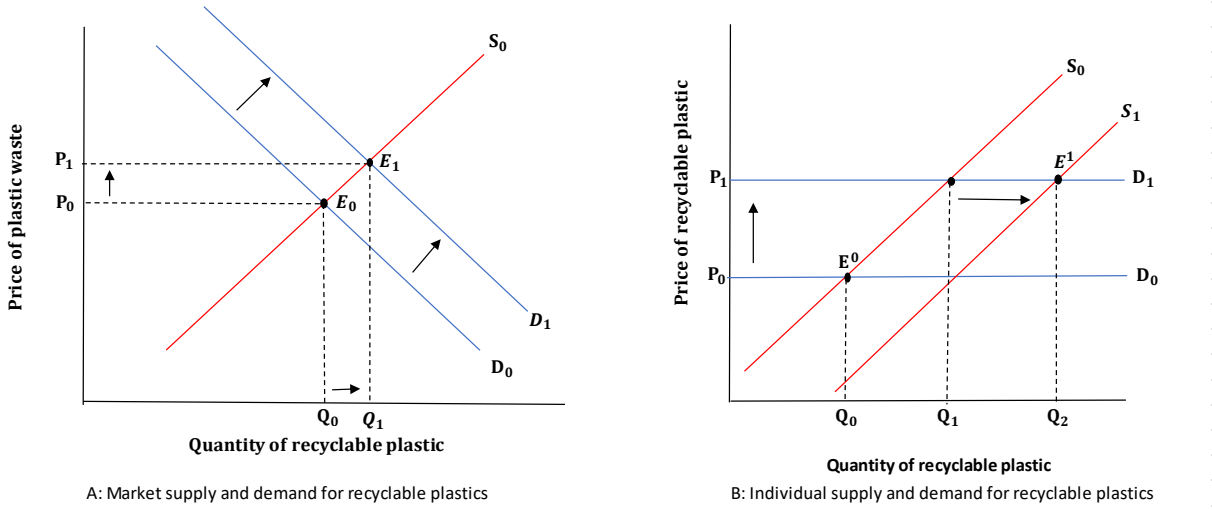 Price of plastic waste
P₁
P₀
S₀
E₁
E₀
D₁
D₀
Q₀
Q₁
Quantity of recyclable plastic
A: Market supply and demand for recyclable plastics
Price of recyclable plastic
P₁
P₀
S₀
S₁
E¹
D₁
E⁰
D₀
Q₀
Q₁
Q₂
Quantity of recyclable plastic
B: Individual supply and demand for recyclable plastics